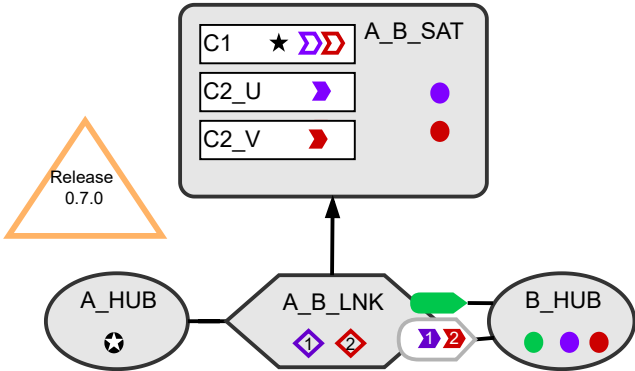 C1
A_B_SAT
C2_U
C2_V
Release
0.7.0
A_HUB
A_B_LNK
B_HUB
1
2
1
2